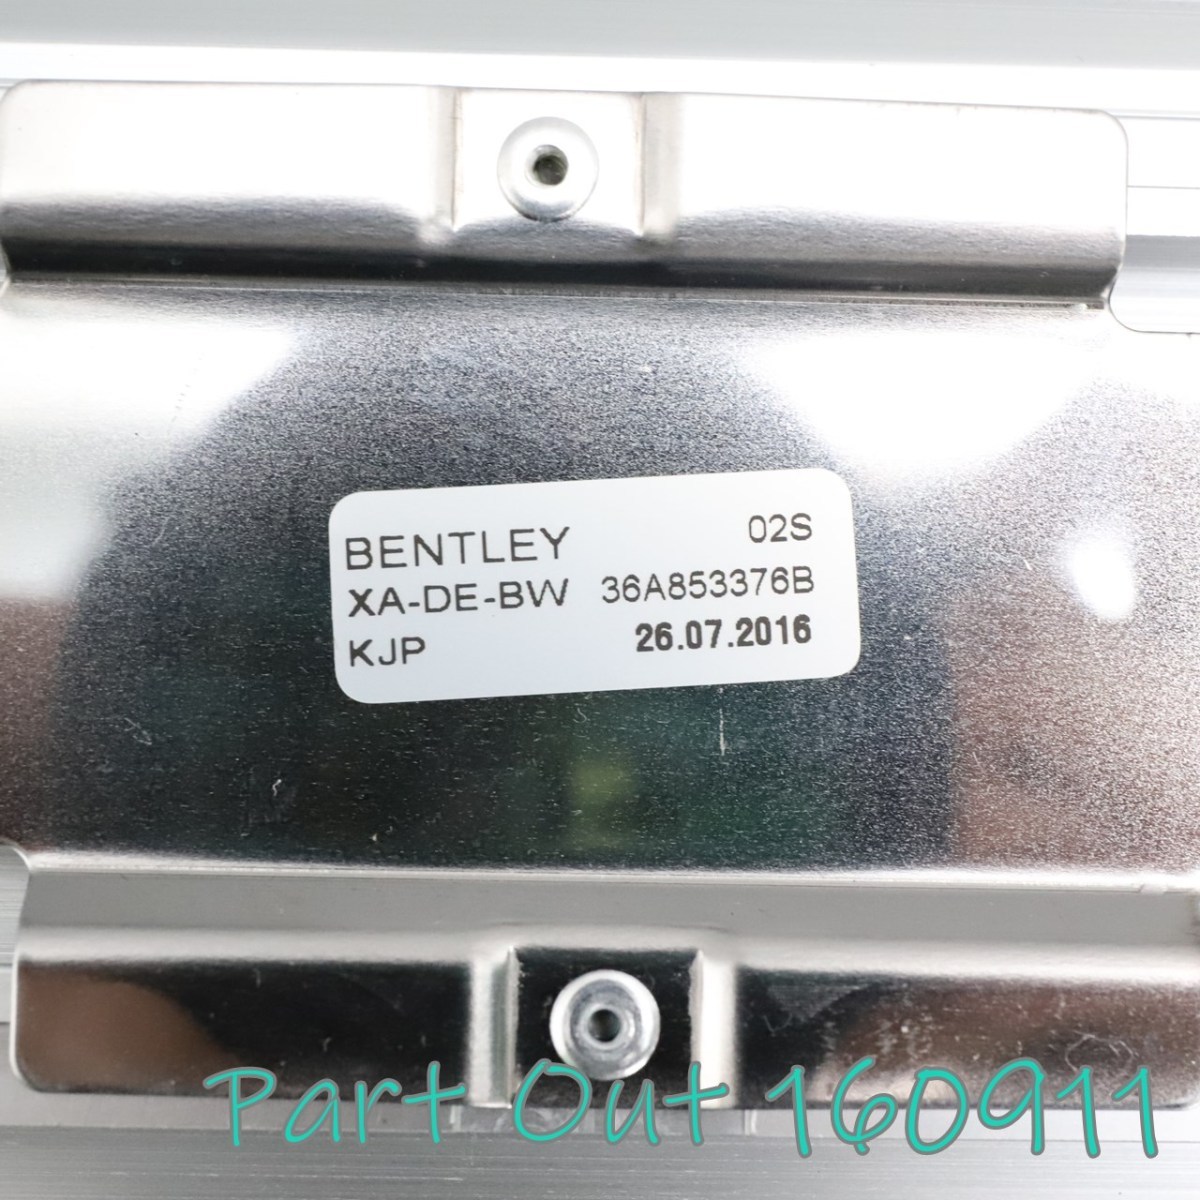 BENTLEY 02S
XA-DE-BW 36A853376B
KJP 26.07.2016
Part Out 160911